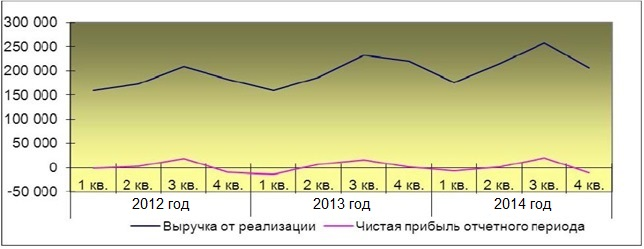 300 000
250 000
200 000
150 000
100 000
50 000
0
-50 000
1 кв. 2 кв. 3 кв. 4 кв. 1 кв. 2 кв. 3 кв. 4 кв. 1 кв. 2 кв. 3 кв. 4 кв.
2012 год 2013 год 2014 год
Выручка от реализации Чистая прибыль отчетного периода